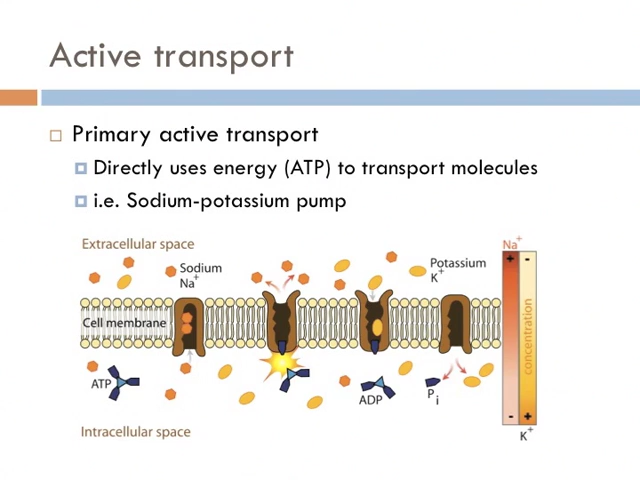 Active transport
Primary active transport
Directly uses energy (ATP) to transport molecules
i.e. Sodium-potassium pump
Extracellular space
Na+
+ -
Sodium
Na+
Potassium
K+
Cell membrane
concentration
ATP
ADP
Pi
- +
K+
Intracellular space